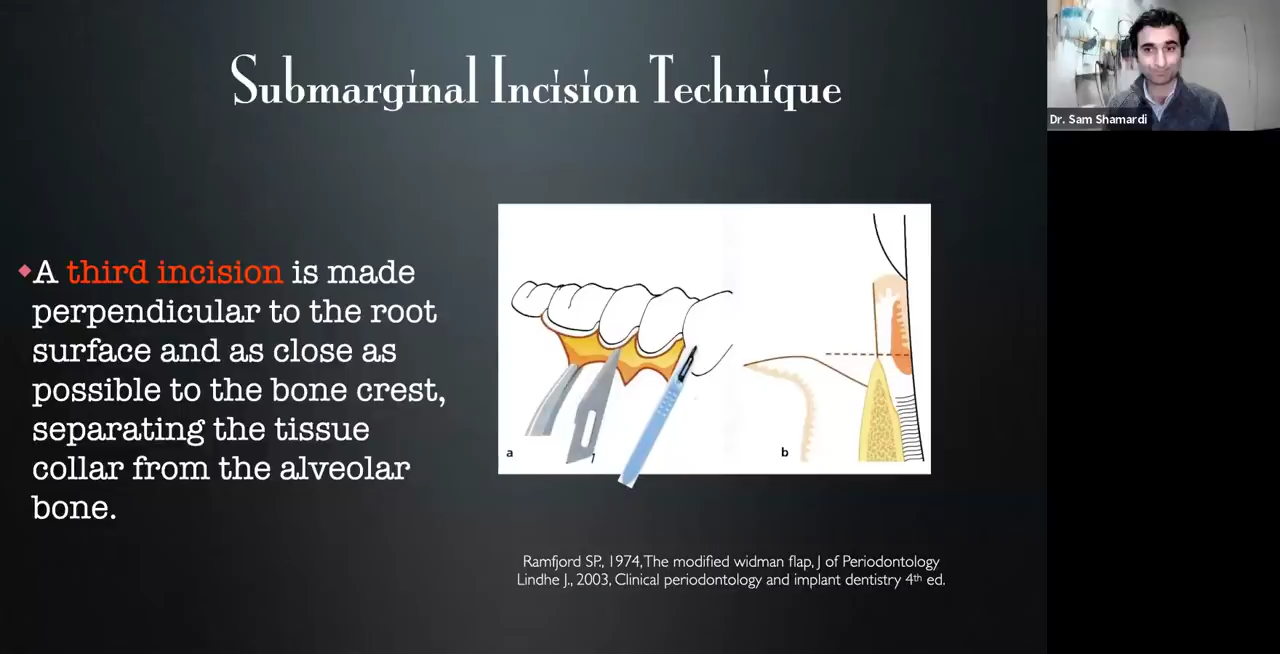 Submarginal Incision Technique
Dr. Sam Shamardi
A third incision is made
perpendicular to the root
surface and as close as
possible to the bone crest,
separating the tissue
collar from the alveolar
bone.
a
b
Ramfjord SP., 1974, The modified widman flap, J of Periodontology
Lindhe J., 2003, Clinical periodontology and implant dentistry 4th ed.